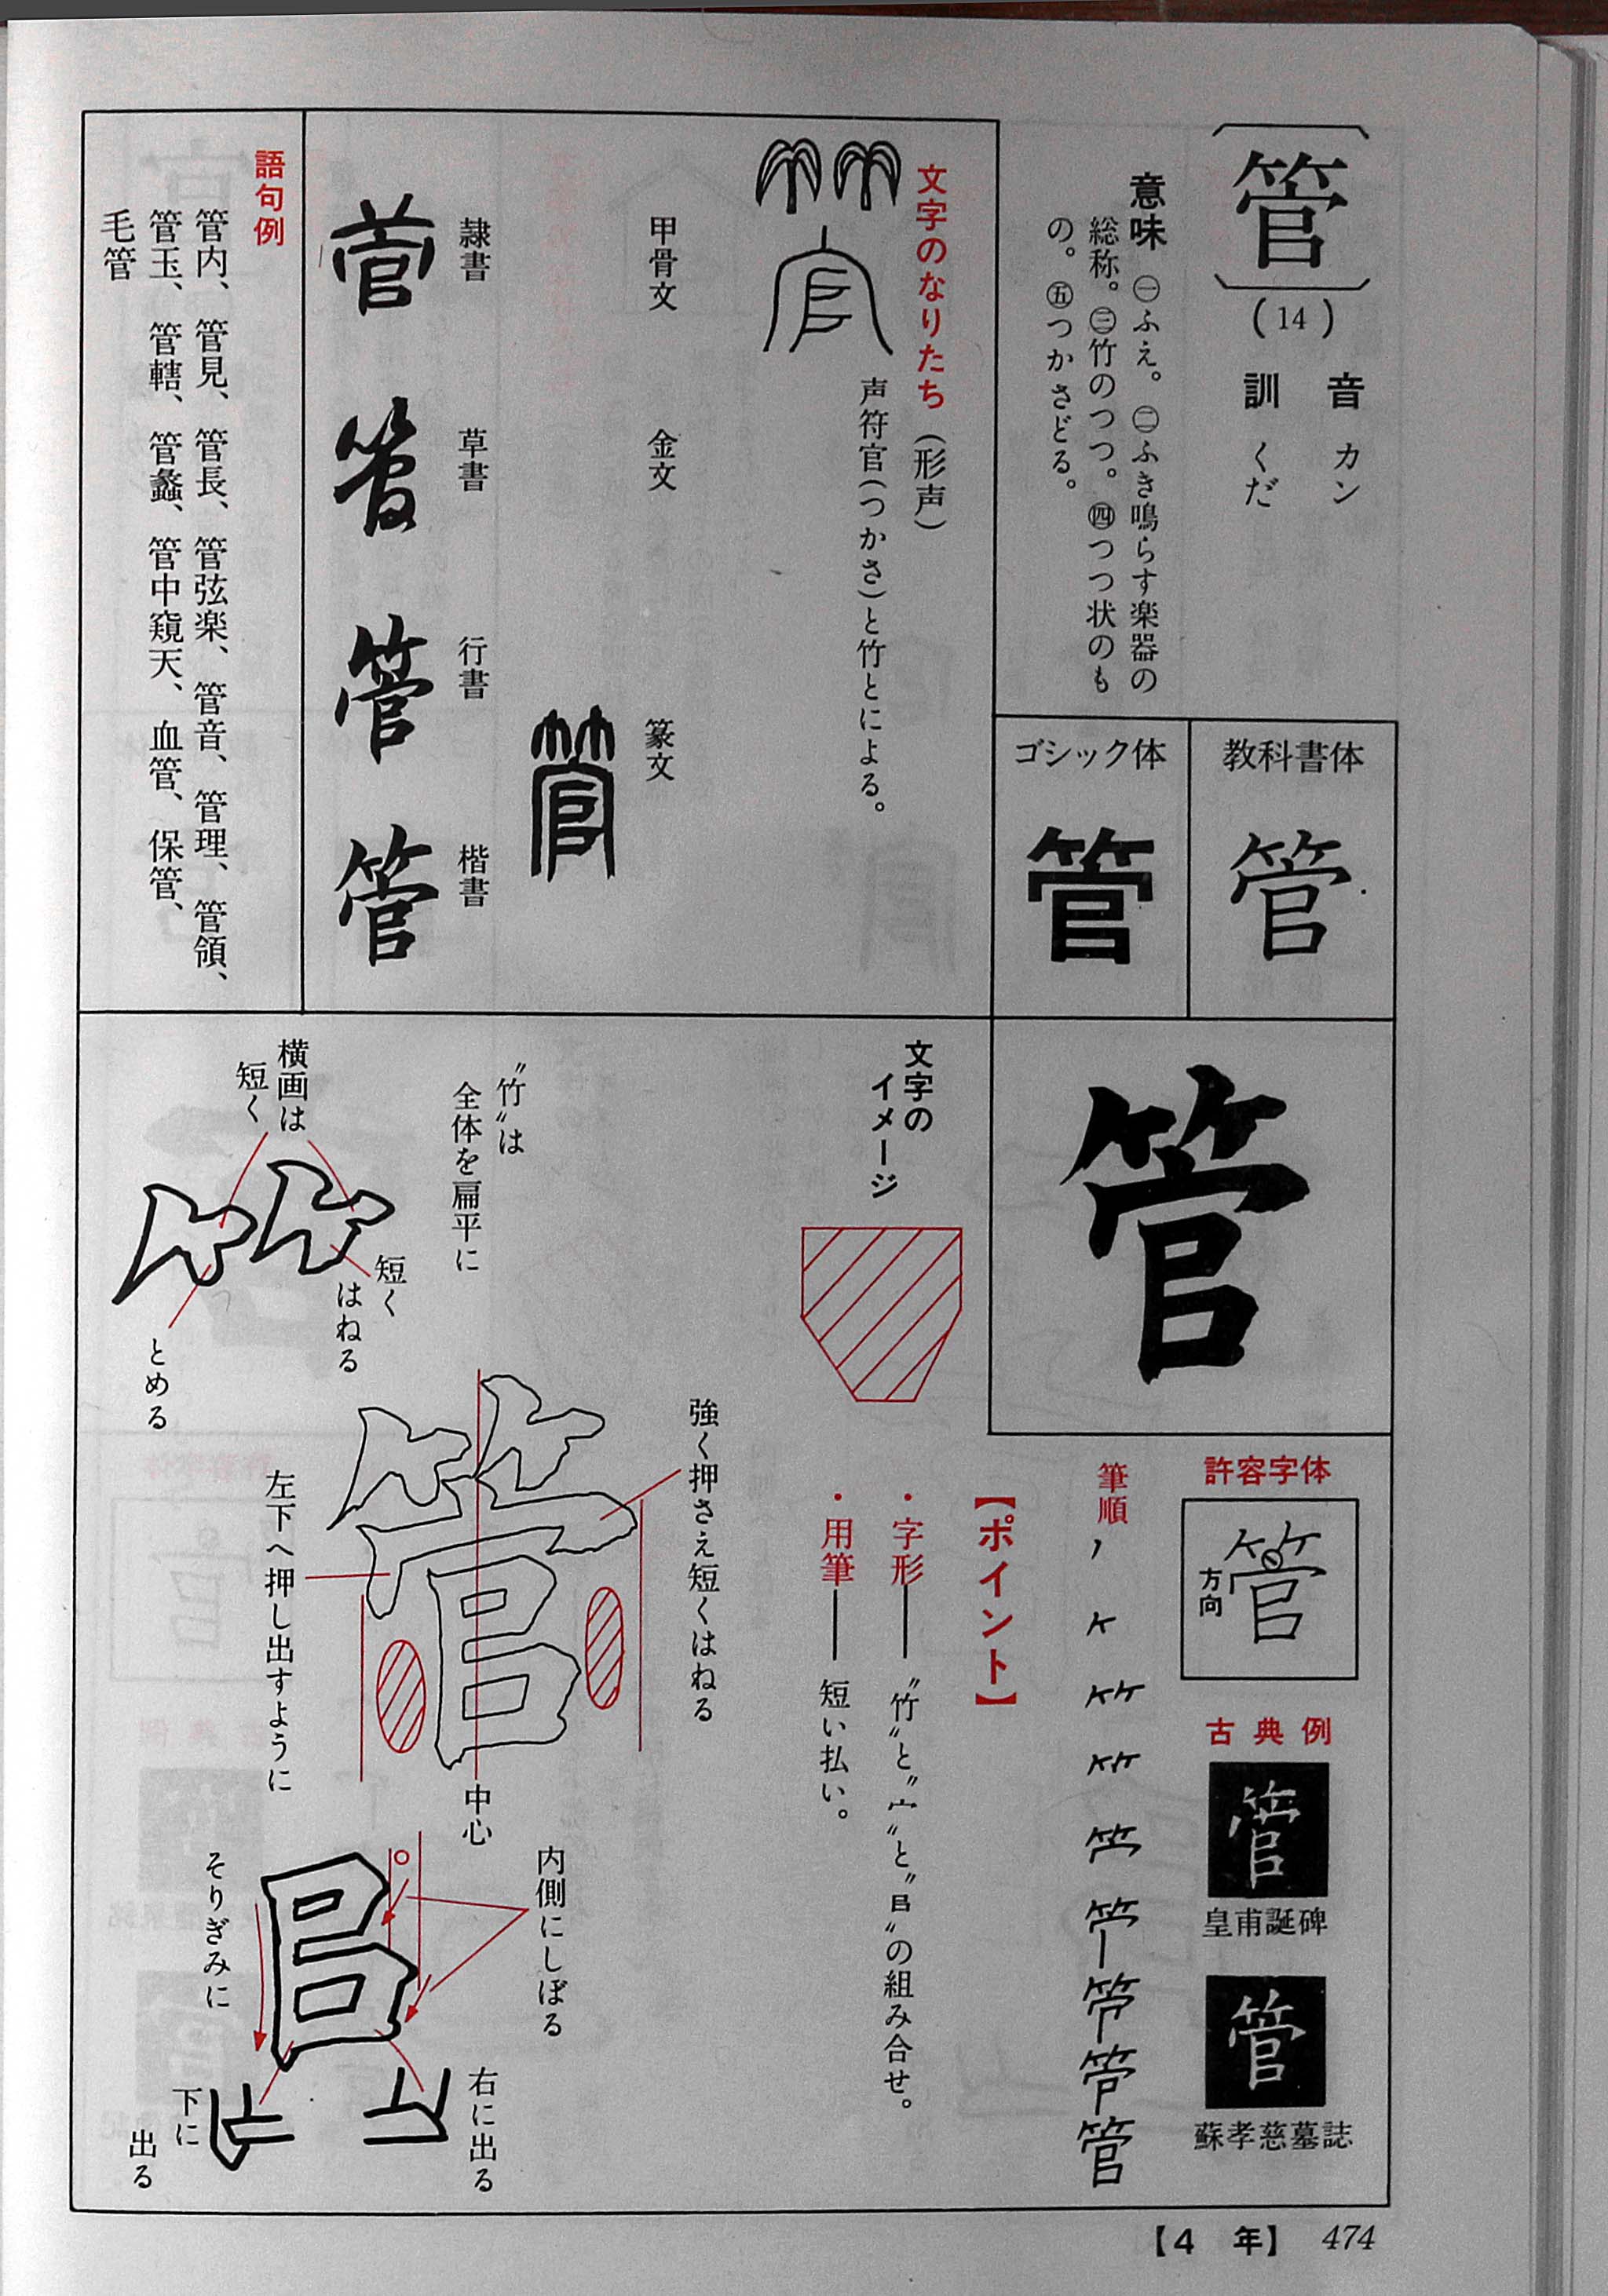 管
(14)
音 カン
訓 くだ
意味 ㊀ふえ。㊁ふき鳴らす楽器の
総称。㊂竹のつつ。㊃つつ状のも
の。㊄つかさどる。
教科書体
管
ゴシック体
管
文字のなりたち(形声)
声符官(つかさ)と竹とによる。
甲骨文
金文
篆文
管
隷書
管
草書
管
行書
管
楷書
管
語句例
管内、管見、管長、管弦楽、管音、管理、管領、
管玉、管轄、管蠡、管中窺天、血管、保管、
毛管
管
許容字体
管
方向
古典例
管
皇甫誕碑
管
蘇孝慈墓誌
筆順
管
【ポイント】
・字形——〝竹〟と〝宀〟と〝㠯〟の組み合せ。
・用筆——短い払い。
文字の
イメージ
〝竹〟は
全体を扁平に
横画は
短く
短く
はねる
とめる
強く押さえ短くはねる
左下へ押し出すように
中心
内側にしぼる
そりぎみに
右に出る
下に
出る
【4 年】 474